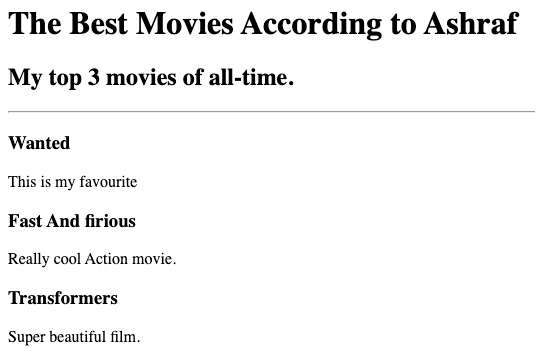 The Best Movies According to Ashraf
My top 3 movies of all-time.
Wanted
This is my favourite
Fast And firious
Really cool Action movie.
Transformers
Super beautiful film.